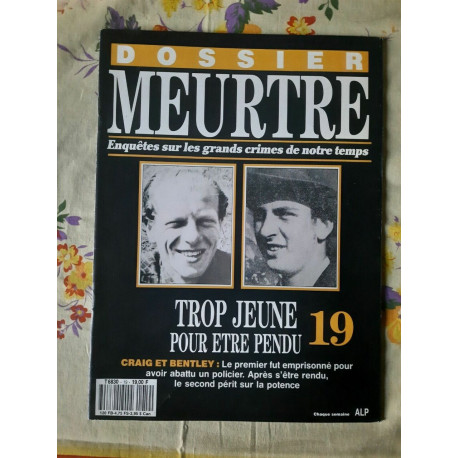 DOSSIER
MEURTRE
Enquêtes sur les grands crimes de notre temps
TROP JEUNE
POUR ETRE PENDU
19
CRAIG ET BENTLEY : Le premier fut emprisonné pour
avoir abattu un policier. Après s'être rendu,
le second périt sur la potence
19,00 F
Chaque semaine ALP